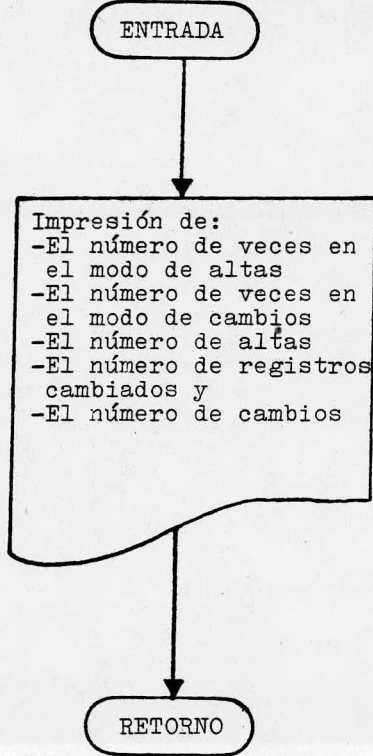 ENTRADA
Impresión de:
-El número de veces en
el modo de altas
-El número de veces en
el modo de cambios
-El número de altas
-El número de registros
cambiados y
-El número de cambios
RETORNO